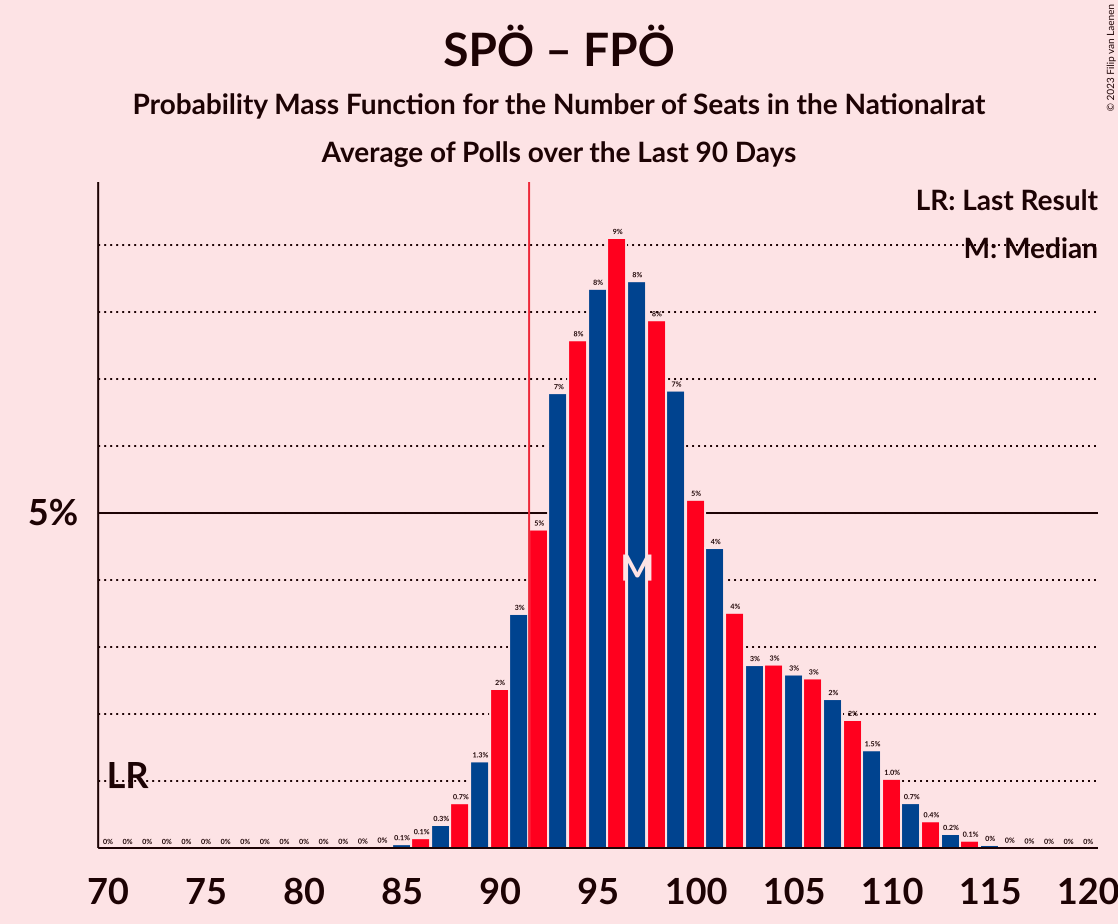 SPÖ – FPÖ
Probability Mass Function for the Number of Seats in the Nationalrat
Average of Polls over the Last 90 Days
© 2023 Filip van Laenen
LR: Last Result
M: Median
5%
LR
M
0% 0% 0% 0% 0% 0% 0% 0% 0% 0% 0% 0% 0% 0% 0% 0.1% 0.1% 0.3% 0.7% 1.3% 2% 3% 5% 7% 8% 8% 9% 8% 8% 7% 5% 4% 4% 3% 3% 3% 3% 2% 2% 1.5% 1.0% 0.7% 0.4% 0.2% 0.1% 0% 0% 0% 0% 0% 0%
70 75 80 85 90 95 100 105 110 115 120